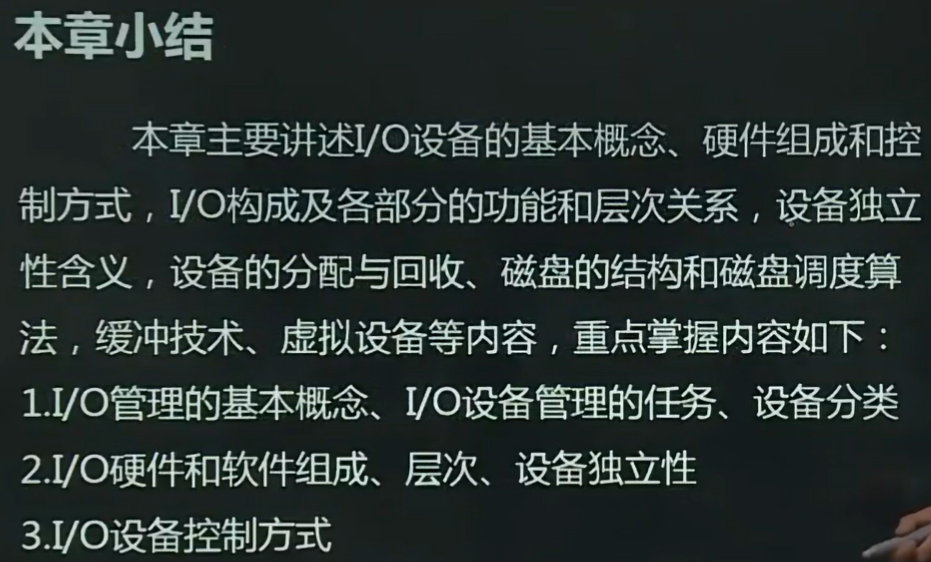 本章小结
本章主要讲述I/O设备的基本概念、硬件组成和控
制方式，I/O构成及各部分的功能和层次关系，设备独立
性含义，设备的分配与回收、磁盘的结构和磁盘调度算
法，缓冲技术、虚拟设备等内容，重点掌握内容如下：
1.I/O管理的基本概念、I/O设备管理的任务、设备分类
2.I/O硬件和软件组成、层次、设备独立性
3.I/O设备控制方式